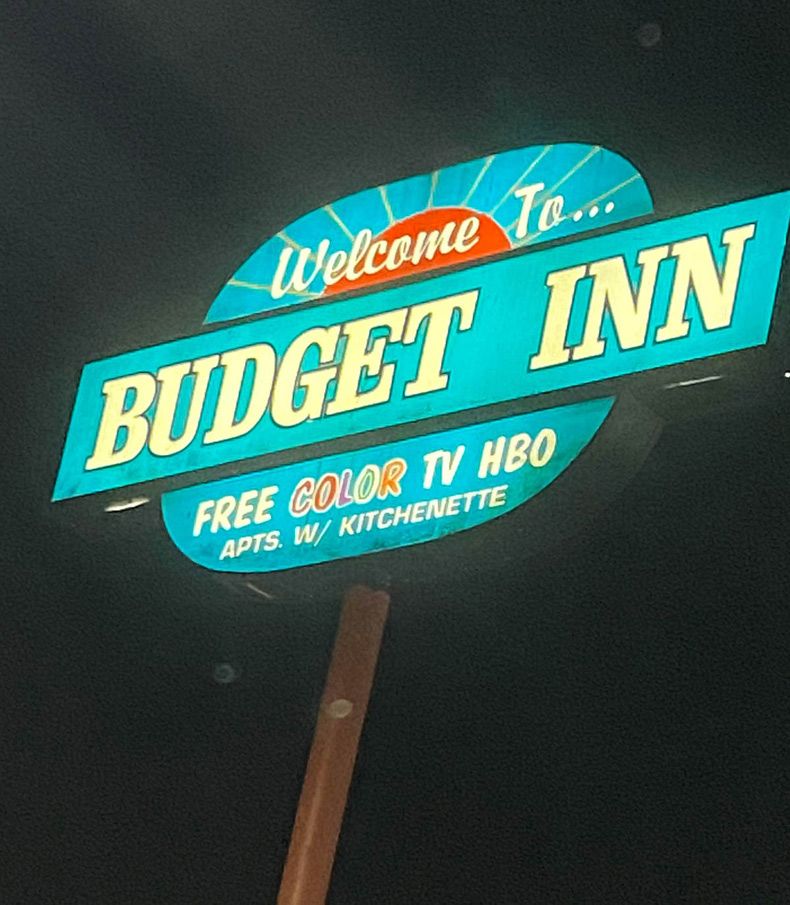 Welcome To...
BUDGET INN
FREE COLOR TV HBO
APTS. W/ KITCHENETTE